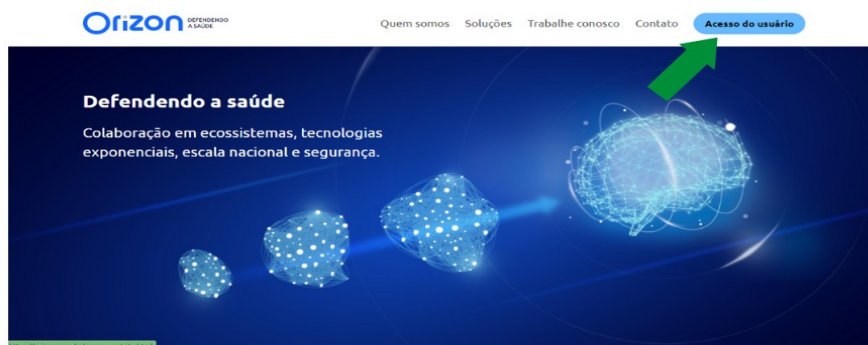 Orizon DEFENDENDO
A SAÚDE
Quem somos Soluções Trabalhe conosco Contato Acesso do usuário
Defendendo a saúde
Colaboração em ecossistemas, tecnologias
exponenciais, escala nacional e segurança.